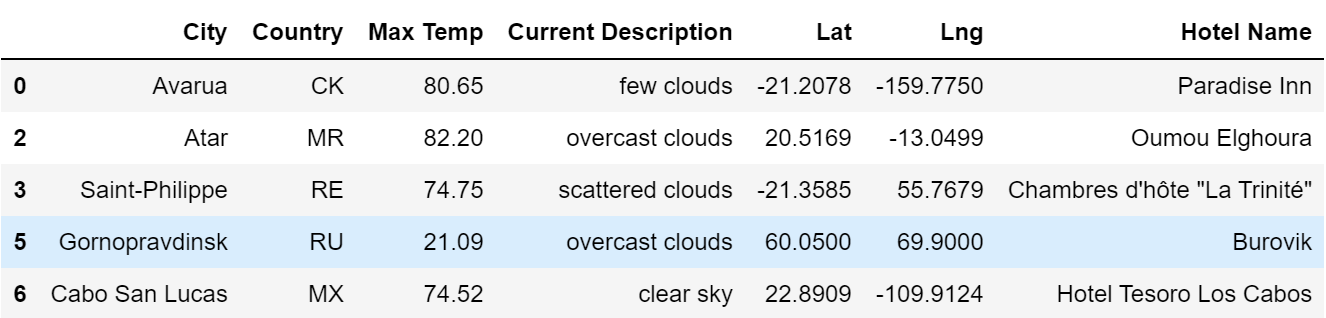 City Country Max Temp Current Description Lat Lng Hotel Name
0 Avarua CK 80.65 few clouds -21.2078 -159.7750 Paradise Inn
2 Atar MR 82.20 overcast clouds 20.5169 -13.0499 Oumou Elghoura
3 Saint-Philippe RE 74.75 scattered clouds -21.3585 55.7679 Chambres d'hôte "La Trinité"
5 Gornopravdinsk RU 21.09 overcast clouds 60.0500 69.9000 Burovik
6 Cabo San Lucas MX 74.52 clear sky 22.8909 -109.9124 Hotel Tesoro Los Cabos